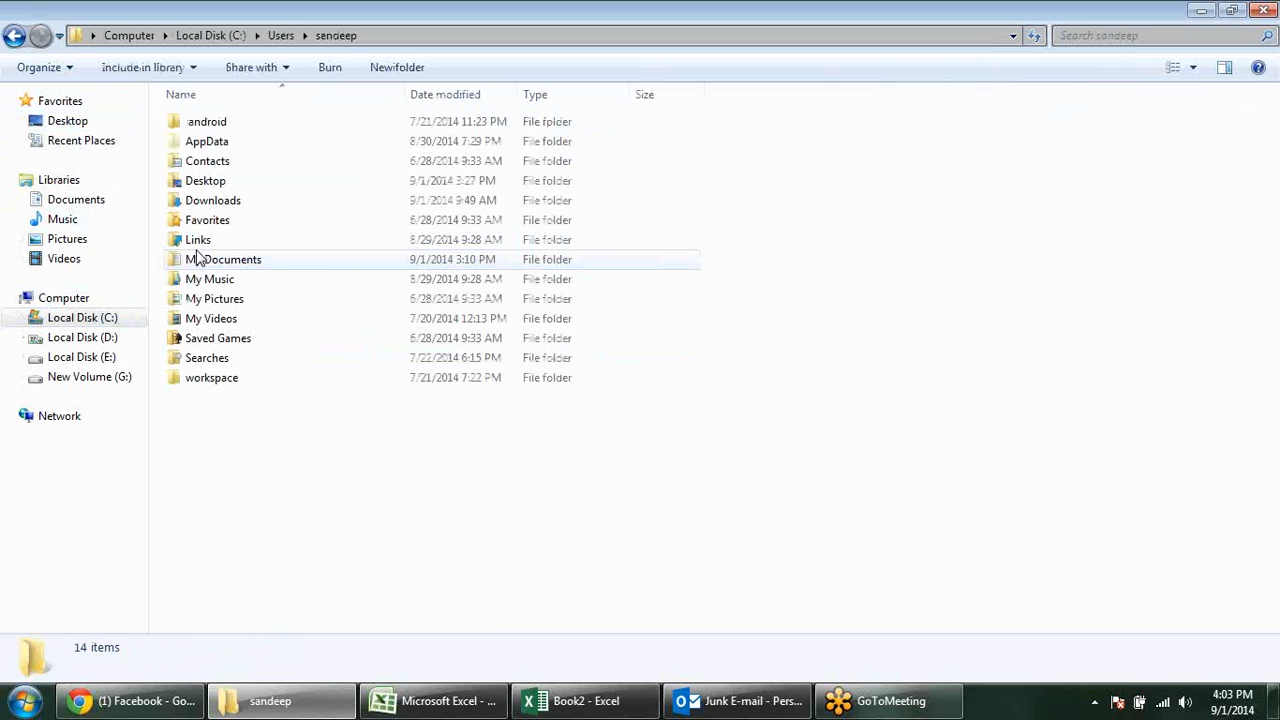 Computer Local Disk (C:) Users sendeep
Search sandeep
Organize Include in library Share with Burn New folder
Name Date modified Type Size
Favorites
Desktop
Recent Places
Libraries
Documents
Music
Pictures
Videos
Computer
Local Disk (C:)
Local Disk (D:)
Local Disk (E:)
New Volume (G:)
Network
.android 7/21/2014 11:23 PM File folder
AppData 8/30/2014 7:29 PM File folder
Contacts 6/28/2014 9:33 AM File folder
Desktop 9/1/2014 3:27 PM File folder
Downloads 9/1/2014 9:49 AM File folder
Favorites 6/28/2014 9:33 AM File folder
Links 8/29/2014 9:28 AM File folder
My Documents 9/1/2014 3:10 PM File folder
My Music 8/29/2014 9:28 AM File folder
My Pictures 6/28/2014 9:33 AM File folder
My Videos 7/20/2014 12:13 PM File folder
Saved Games 6/28/2014 9:33 AM File folder
Searches 7/22/2014 6:15 PM File folder
workspace 7/21/2014 7:22 PM File folder
14 items
(1) Facebook - Go... sandeep Microsoft Excel - ... Book2 - Excel Junk E-mail - Pers... GoToMeeting
4:03 PM
9/1/2014